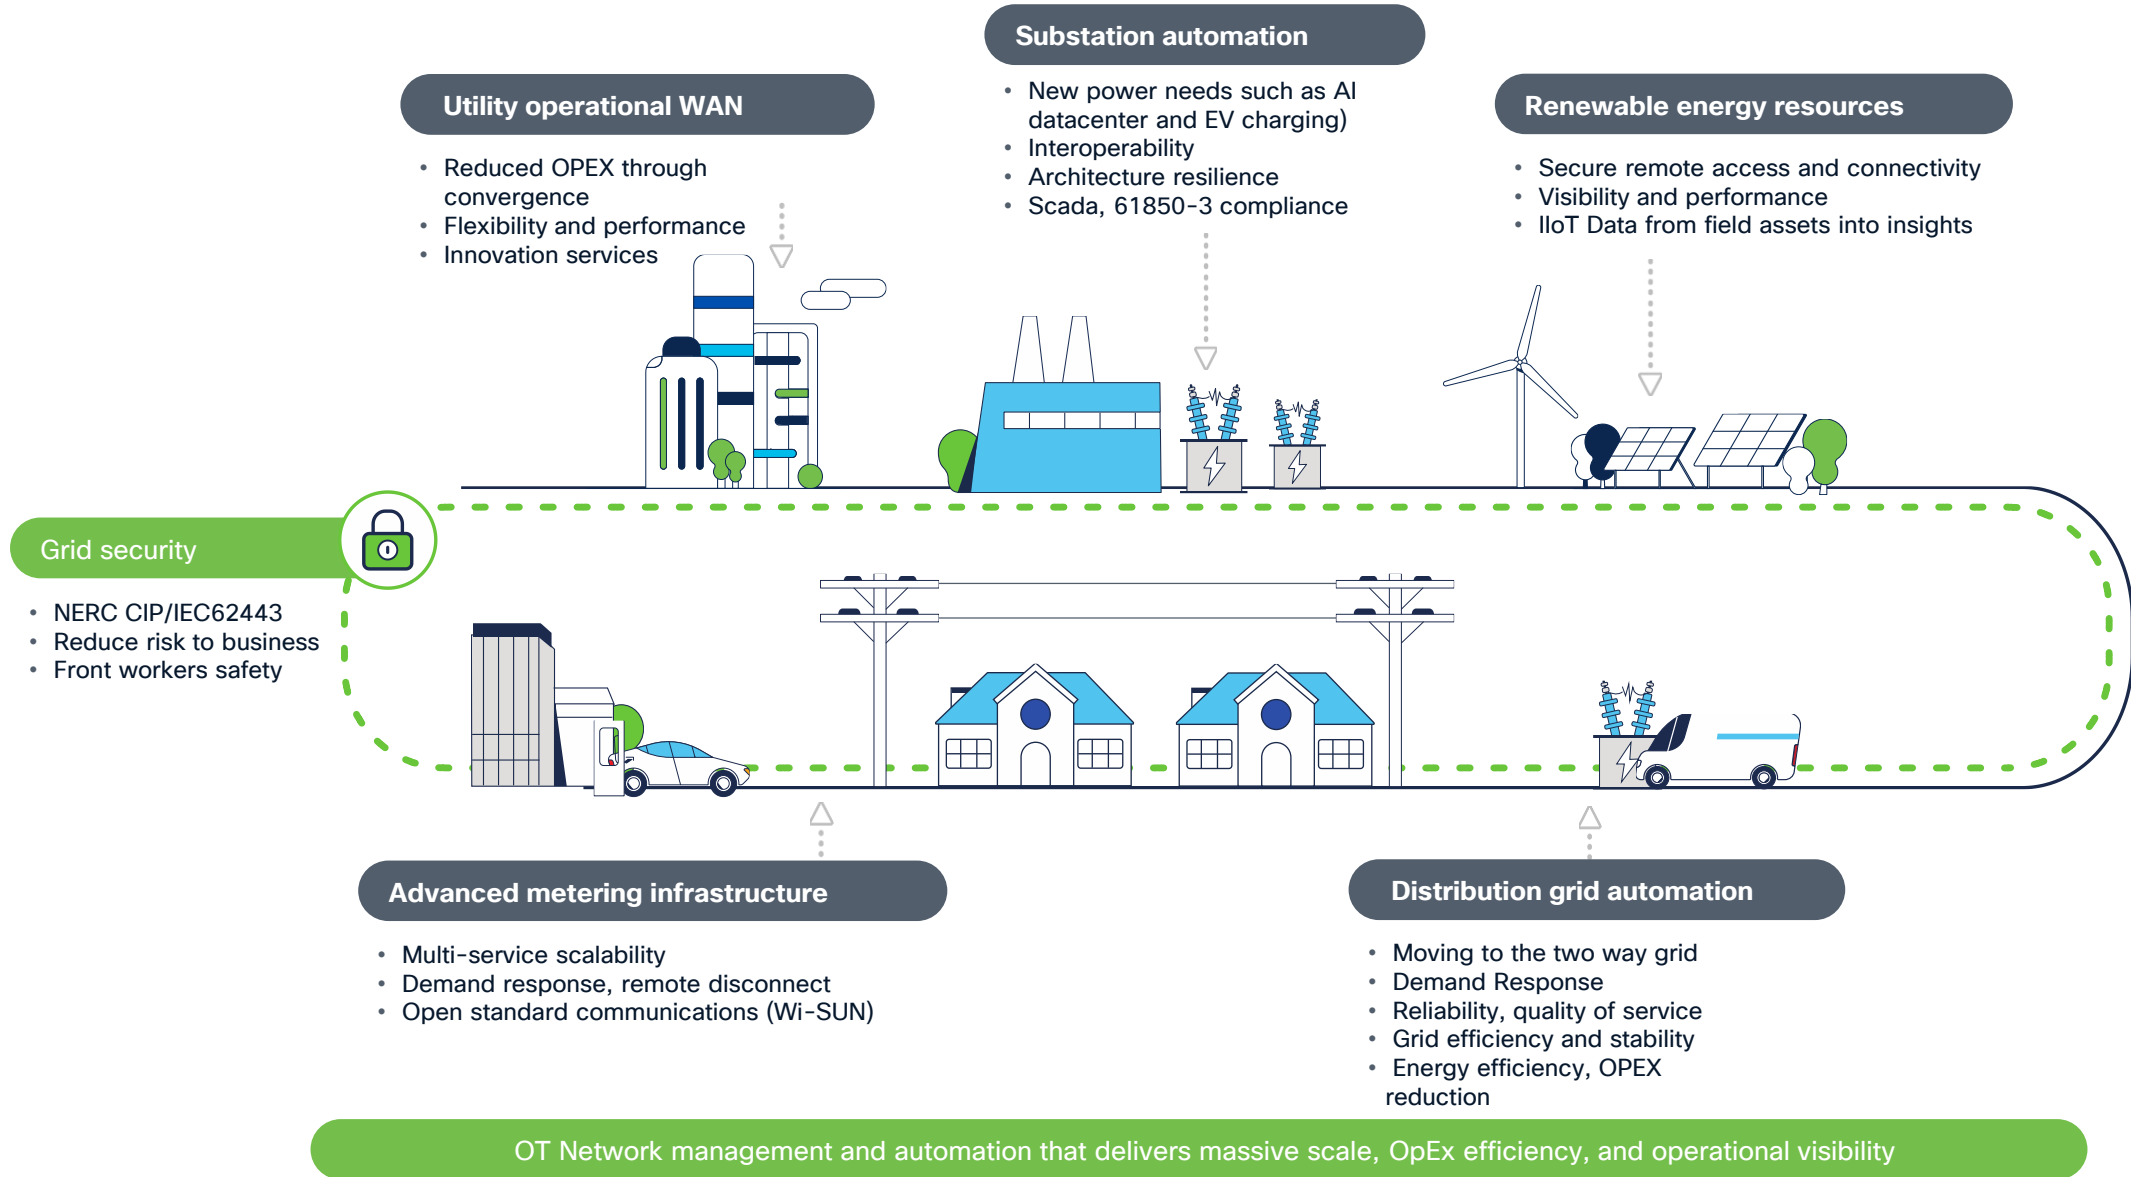 Substation automation
• New power needs such as AI
datacenter and EV charging)
• Interoperability
• Architecture resilience
• Scada, 61850-3 compliance
Utility operational WAN
• Reduced OPEX through
convergence
• Flexibility and performance
• Innovation services
Renewable energy resources
• Secure remote access and connectivity
• Visibility and performance
• IIoT Data from field assets into insights
Grid security
• NERC CIP/IEC62443
• Reduce risk to business
• Front workers safety
Advanced metering infrastructure
• Multi-service scalability
• Demand response, remote disconnect
• Open standard communications (Wi-SUN)
Distribution grid automation
• Moving to the two way grid
• Demand Response
• Reliability, quality of service
• Grid efficiency and stability
• Energy efficiency, OPEX
reduction
OT Network management and automation that delivers massive scale, OpEx efficiency, and operational visibility